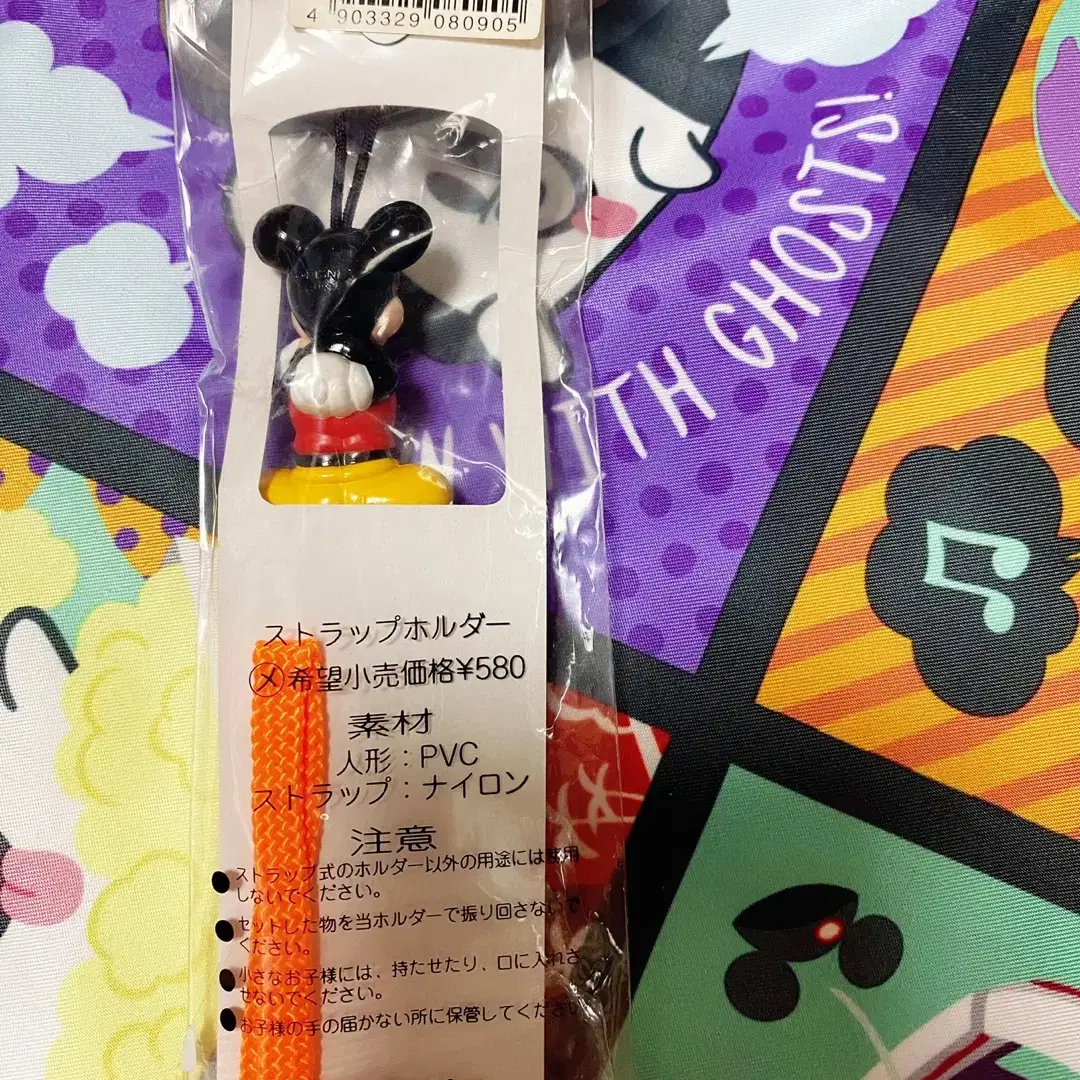 4 903329 080905
WITH GHOSTS!
ストラップホルダー
㋱希望小売価格¥580
素材
人形:PVC
ストラップ:ナイロン
注意
●ストラップ式のホルダー以外の用途には使用
しないでください。
●セットした物を当ホルダーで振り回さないで
ください。
●小さなお子様には、持たせたり、口に入れさ
せないでください。
●お子様の手の届かない所に保管してください